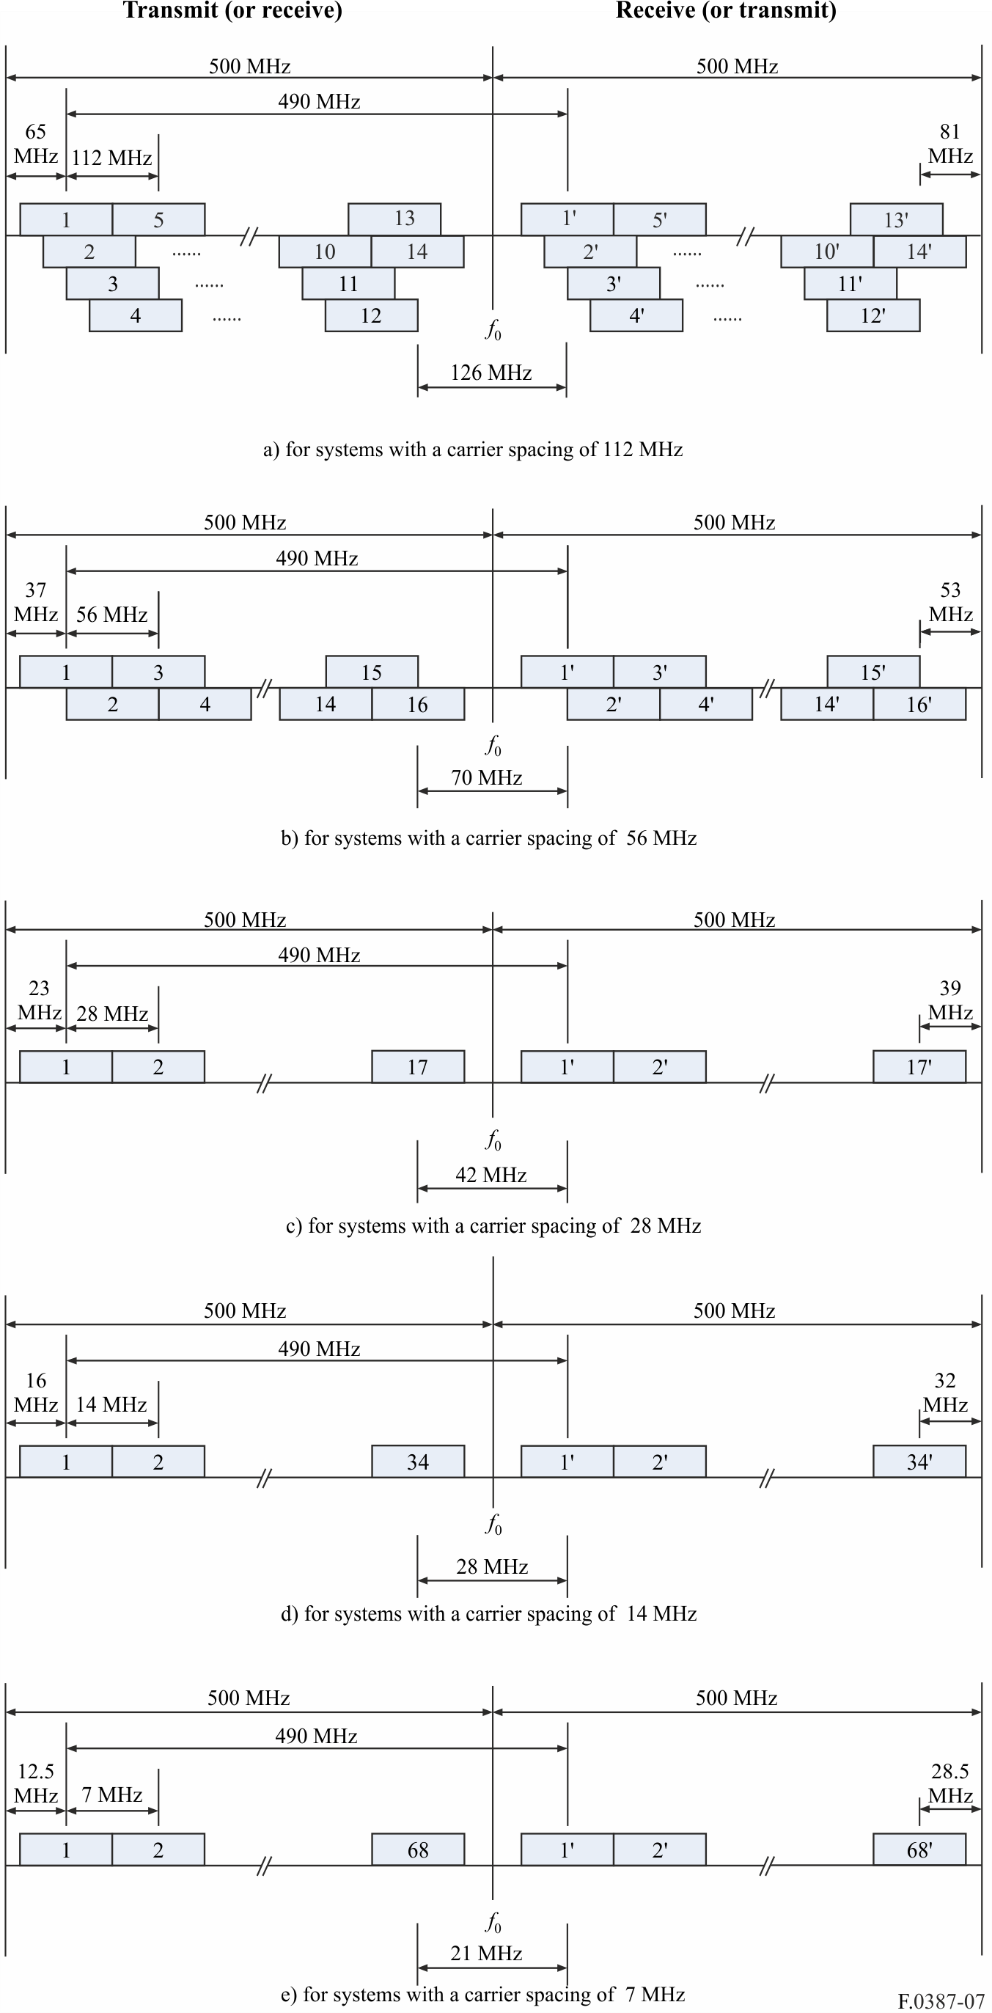 Transmit (or receive) Receive (or transmit)
500 MHz 500 MHz
490 MHz
65 81
MHz 112 MHz MHz
1 5 13 1' 5' 13'
2 ...... 10 14 2' ...... 10' 14'
3 ...... 11 3' ...... 11'
4 ...... 12 4' ...... 12'
f0
126 MHz
a) for systems with a carrier spacing of 112 MHz
500 MHz 500 MHz
490 MHz
37 53
MHz 56 MHz MHz
1 3 15 1' 3' 15'
2 4 14 16 2' 4' 14' 16'
f0
70 MHz
b) for systems with a carrier spacing of 56 MHz
500 MHz 500 MHz
490 MHz
23 39
MHz 28 MHz MHz
1 2 17 1' 2' 17'
f0
42 MHz
c) for systems with a carrier spacing of 28 MHz
500 MHz 500 MHz
490 MHz
16 32
MHz 14 MHz MHz
1 2 34 1' 2' 34'
f0
28 MHz
d) for systems with a carrier spacing of 14 MHz
500 MHz 500 MHz
490 MHz
12.5 28.5
MHz 7 MHz MHz
1 2 68 1' 2' 68'
f0
21 MHz
e) for systems with a carrier spacing of 7 MHz
F.0387-07